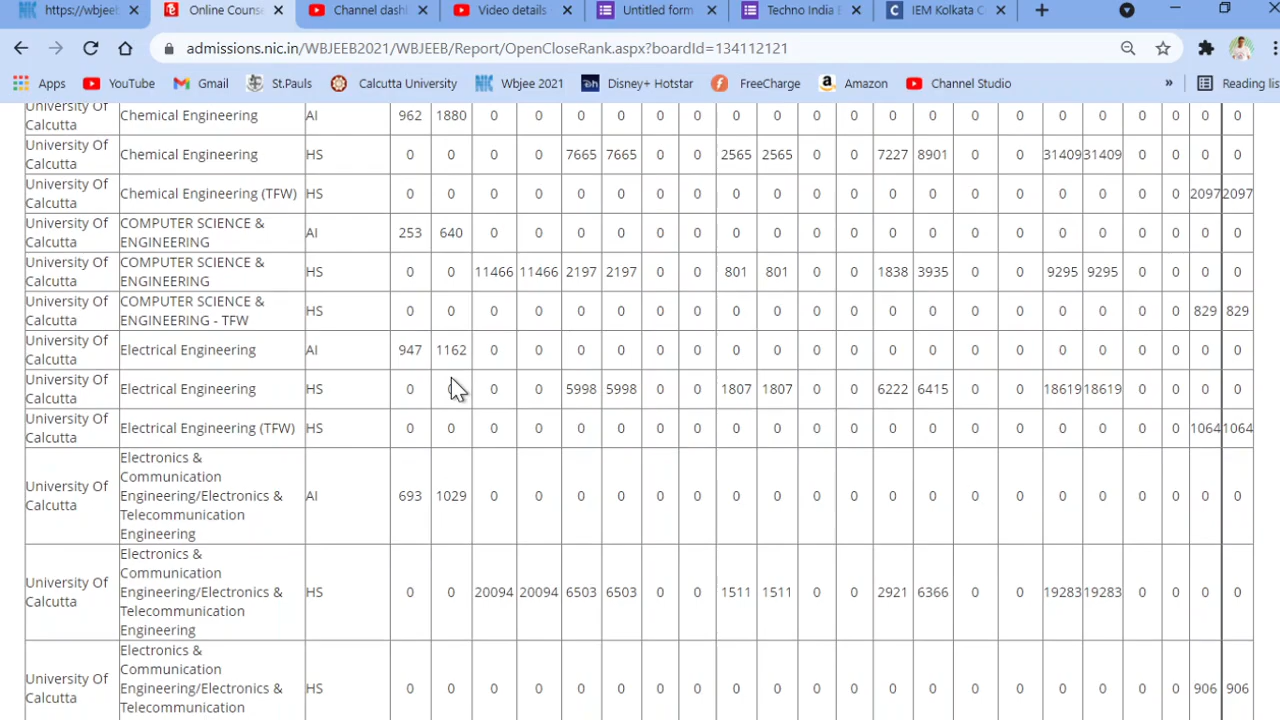 https://wbjeeb
Online Couns
Channel dash
Video details
Untitled form
Techno India E
IEM Kolkata C
admissions.nic.in/WBJEEB2021/WBJEEB/Report/OpenCloseRank.aspx?boardId=134112121
Apps YouTube Gmail St.Pauls Calcutta University Wbjee 2021 Disney+ Hotstar FreeCharge Amazon Channel Studio » Reading list
University Of
Calcutta
Chemical Engineering AI 962 1880 0 0 0 0 0 0 0 0 0 0 0 0 0 0 0 0 0 0 0 0
University Of
Calcutta
Chemical Engineering HS 0 0 0 0 7665 7665 0 0 2565 2565 0 0 7227 8901 0 0 31409 31409 0 0 0 0
University Of
Calcutta
Chemical Engineering (TFW) HS 0 0 0 0 0 0 0 0 0 0 0 0 0 0 0 0 0 0 0 0 2097 2097
University Of
Calcutta
COMPUTER SCIENCE &
ENGINEERING
AI 253 640 0 0 0 0 0 0 0 0 0 0 0 0 0 0 0 0 0 0 0 0
University Of
Calcutta
COMPUTER SCIENCE &
ENGINEERING
HS 0 0 11466 11466 2197 2197 0 0 801 801 0 0 1838 3935 0 0 9295 9295 0 0 0 0
University Of
Calcutta
COMPUTER SCIENCE &
ENGINEERING - TFW
HS 0 0 0 0 0 0 0 0 0 0 0 0 0 0 0 0 0 0 0 0 829 829
University Of
Calcutta
Electrical Engineering AI 947 1162 0 0 0 0 0 0 0 0 0 0 0 0 0 0 0 0 0 0 0 0
University Of
Calcutta
Electrical Engineering HS 0 0 0 0 5998 5998 0 0 1807 1807 0 0 6222 6415 0 0 18619 18619 0 0 0 0
University Of
Calcutta
Electrical Engineering (TFW) HS 0 0 0 0 0 0 0 0 0 0 0 0 0 0 0 0 0 0 0 0 1064 1064
University Of
Calcutta
Electronics &
Communication
Engineering/Electronics &
Telecommunication
Engineering
AI 693 1029 0 0 0 0 0 0 0 0 0 0 0 0 0 0 0 0 0 0 0 0
University Of
Calcutta
Electronics &
Communication
Engineering/Electronics &
Telecommunication
Engineering
HS 0 0 20094 20094 6503 6503 0 0 1511 1511 0 0 2921 6366 0 0 19283 19283 0 0 0 0
University Of
Calcutta
Electronics &
Communication
Engineering/Electronics &
Telecommunication
HS 0 0 0 0 0 0 0 0 0 0 0 0 0 0 0 0 0 0 0 0 906 906